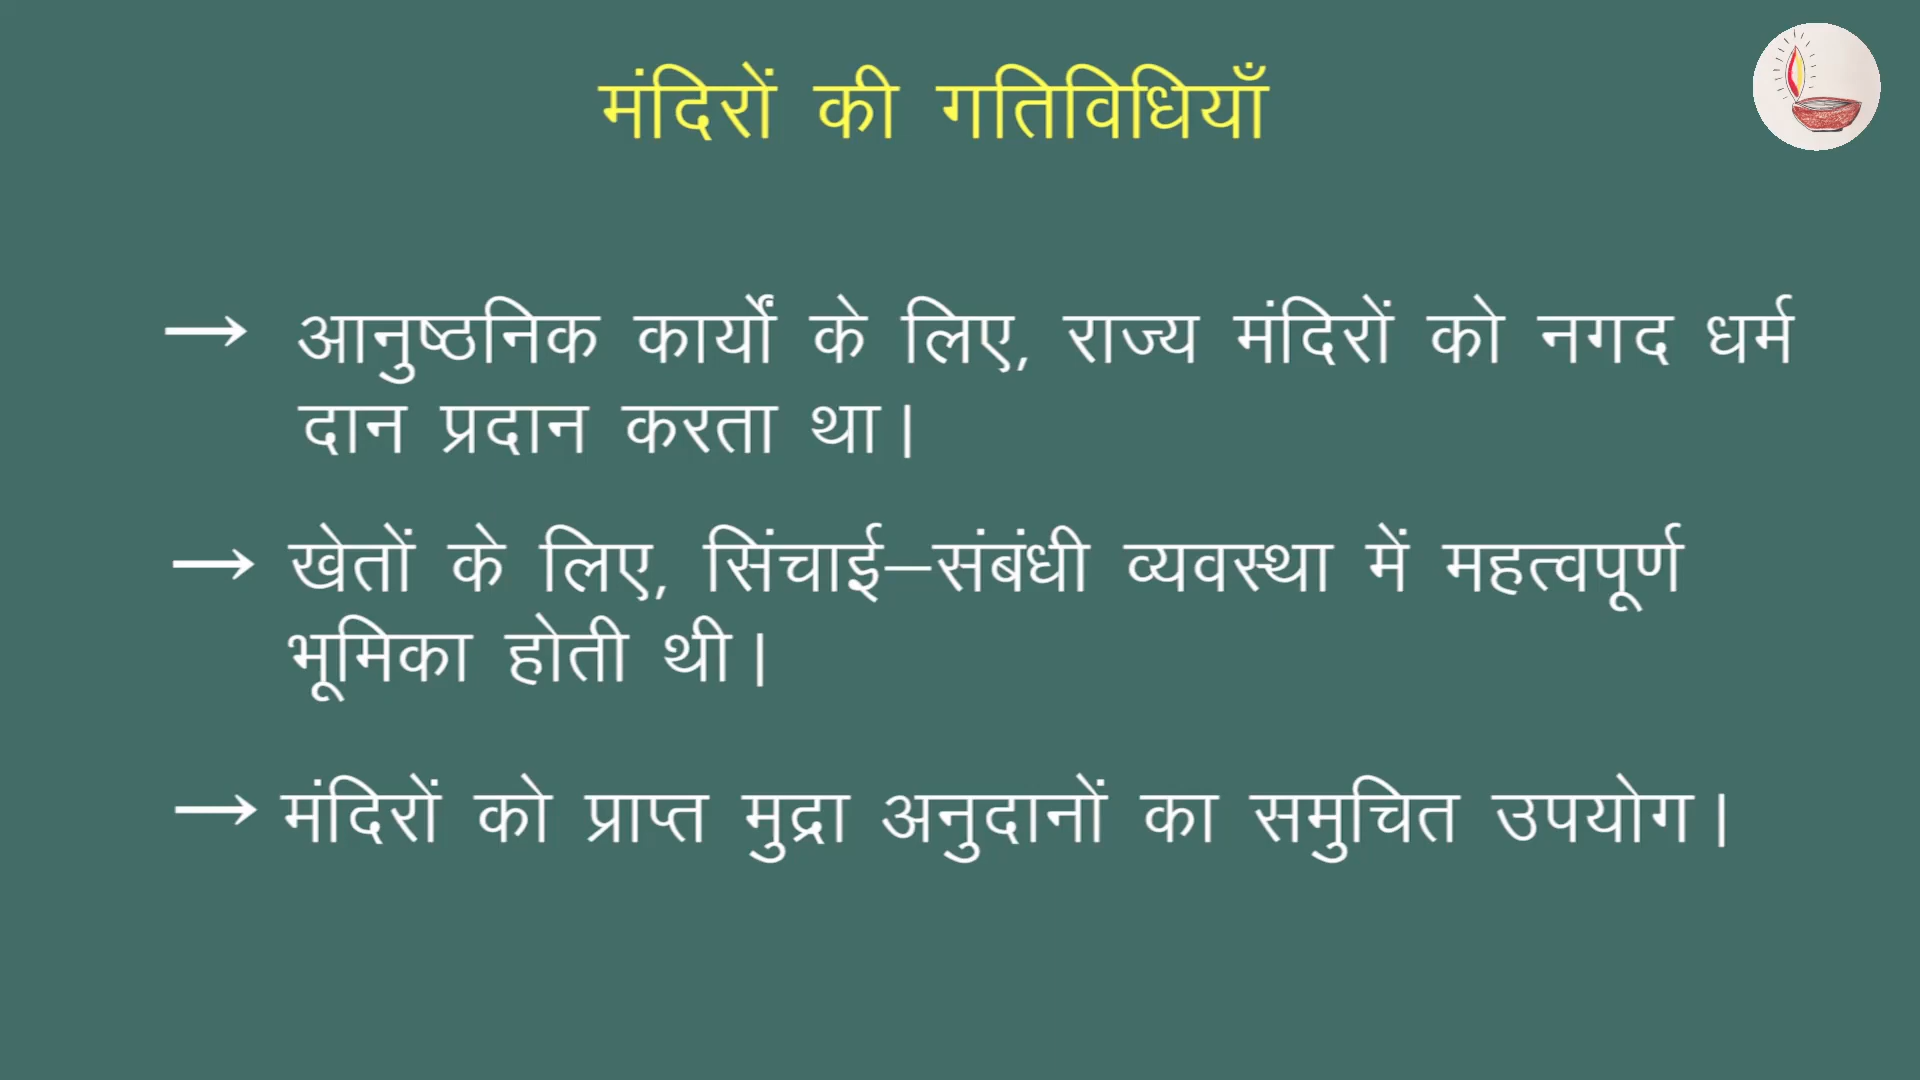 मंदिरों की गतिविधियाँ
→ आनुष्ठनिक कार्यों के लिए, राज्य मंदिरों को नगद धर्म
दान प्रदान करता था।
→ खेतों के लिए, सिंचाई–संबंधी व्यवस्था में महत्वपूर्ण
भूमिका होती थी।
→ मंदिरों को प्राप्त मुद्रा अनुदानों का समुचित उपयोग।